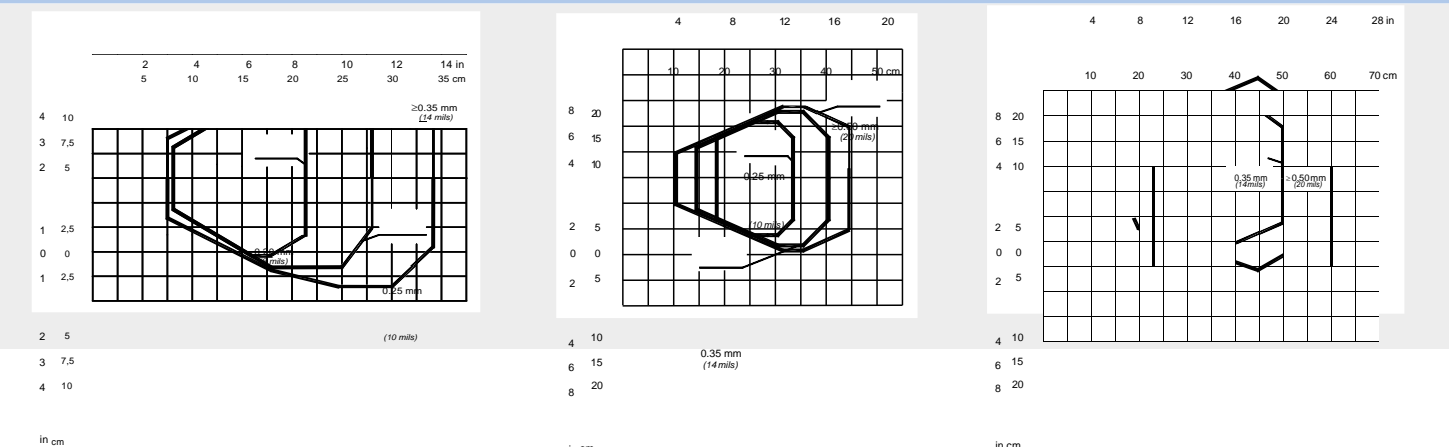 2 4 6 8 10 12 14 in
5 10 15 20 25 30 35 cm
≥0.35 mm
(14 mils)
4 10
3 7,5
2 5
1 2,5
0 0
1 2,5
0.25 mm
2 5
(10 mils)
3 7,5
4 10
in cm
4 8 12 16 20
10 20 30 40 50 cm
8 20
6 15
4 10
(20 mils)
0.25 mm
(10 mils)
2 5
0 0
2 5
4 10
0.35 mm
(14 mils)
6 15
8 20
4 8 12 16 20 24 28 in
10 20 30 40 50 60 70 cm
8 20
6 15
4 10
0.35 mm
(14mils)
≥0.50mm
(20 mils)
2 5
0 0
2 5
4 10
6 15
8 20
in cm